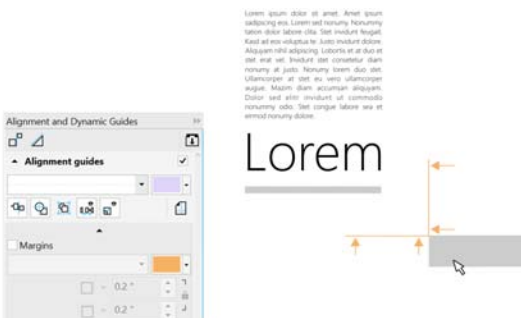 Lorem ipsum dolor sit amet. Amet ipsum
sadipscing eos. Lorem sed nonumy. Nonummy
tation dolor labore clita. Stet invidunt feugait.
Kasd ad eos voluptua te. Justo invidunt dolore.
Aliquyam nihil adipiscing. Lobortis et at duo et
stet erat vel. Invidunt stet consetetur diam
nonumy at justo. Nonumy lorem duo stet.
Ullamcorper at stet eu vero ullamcorper
augue. Mazim diam accumsan aliquyam.
Dolor sed elitr invidunt ut commodo
nonummy odio. Stet congue labore sea et
eirmod nonumy dolore.
Lorem
Alignment and Dynamic Guides
Alignment guides
Margins
0.2 "
0.2 "